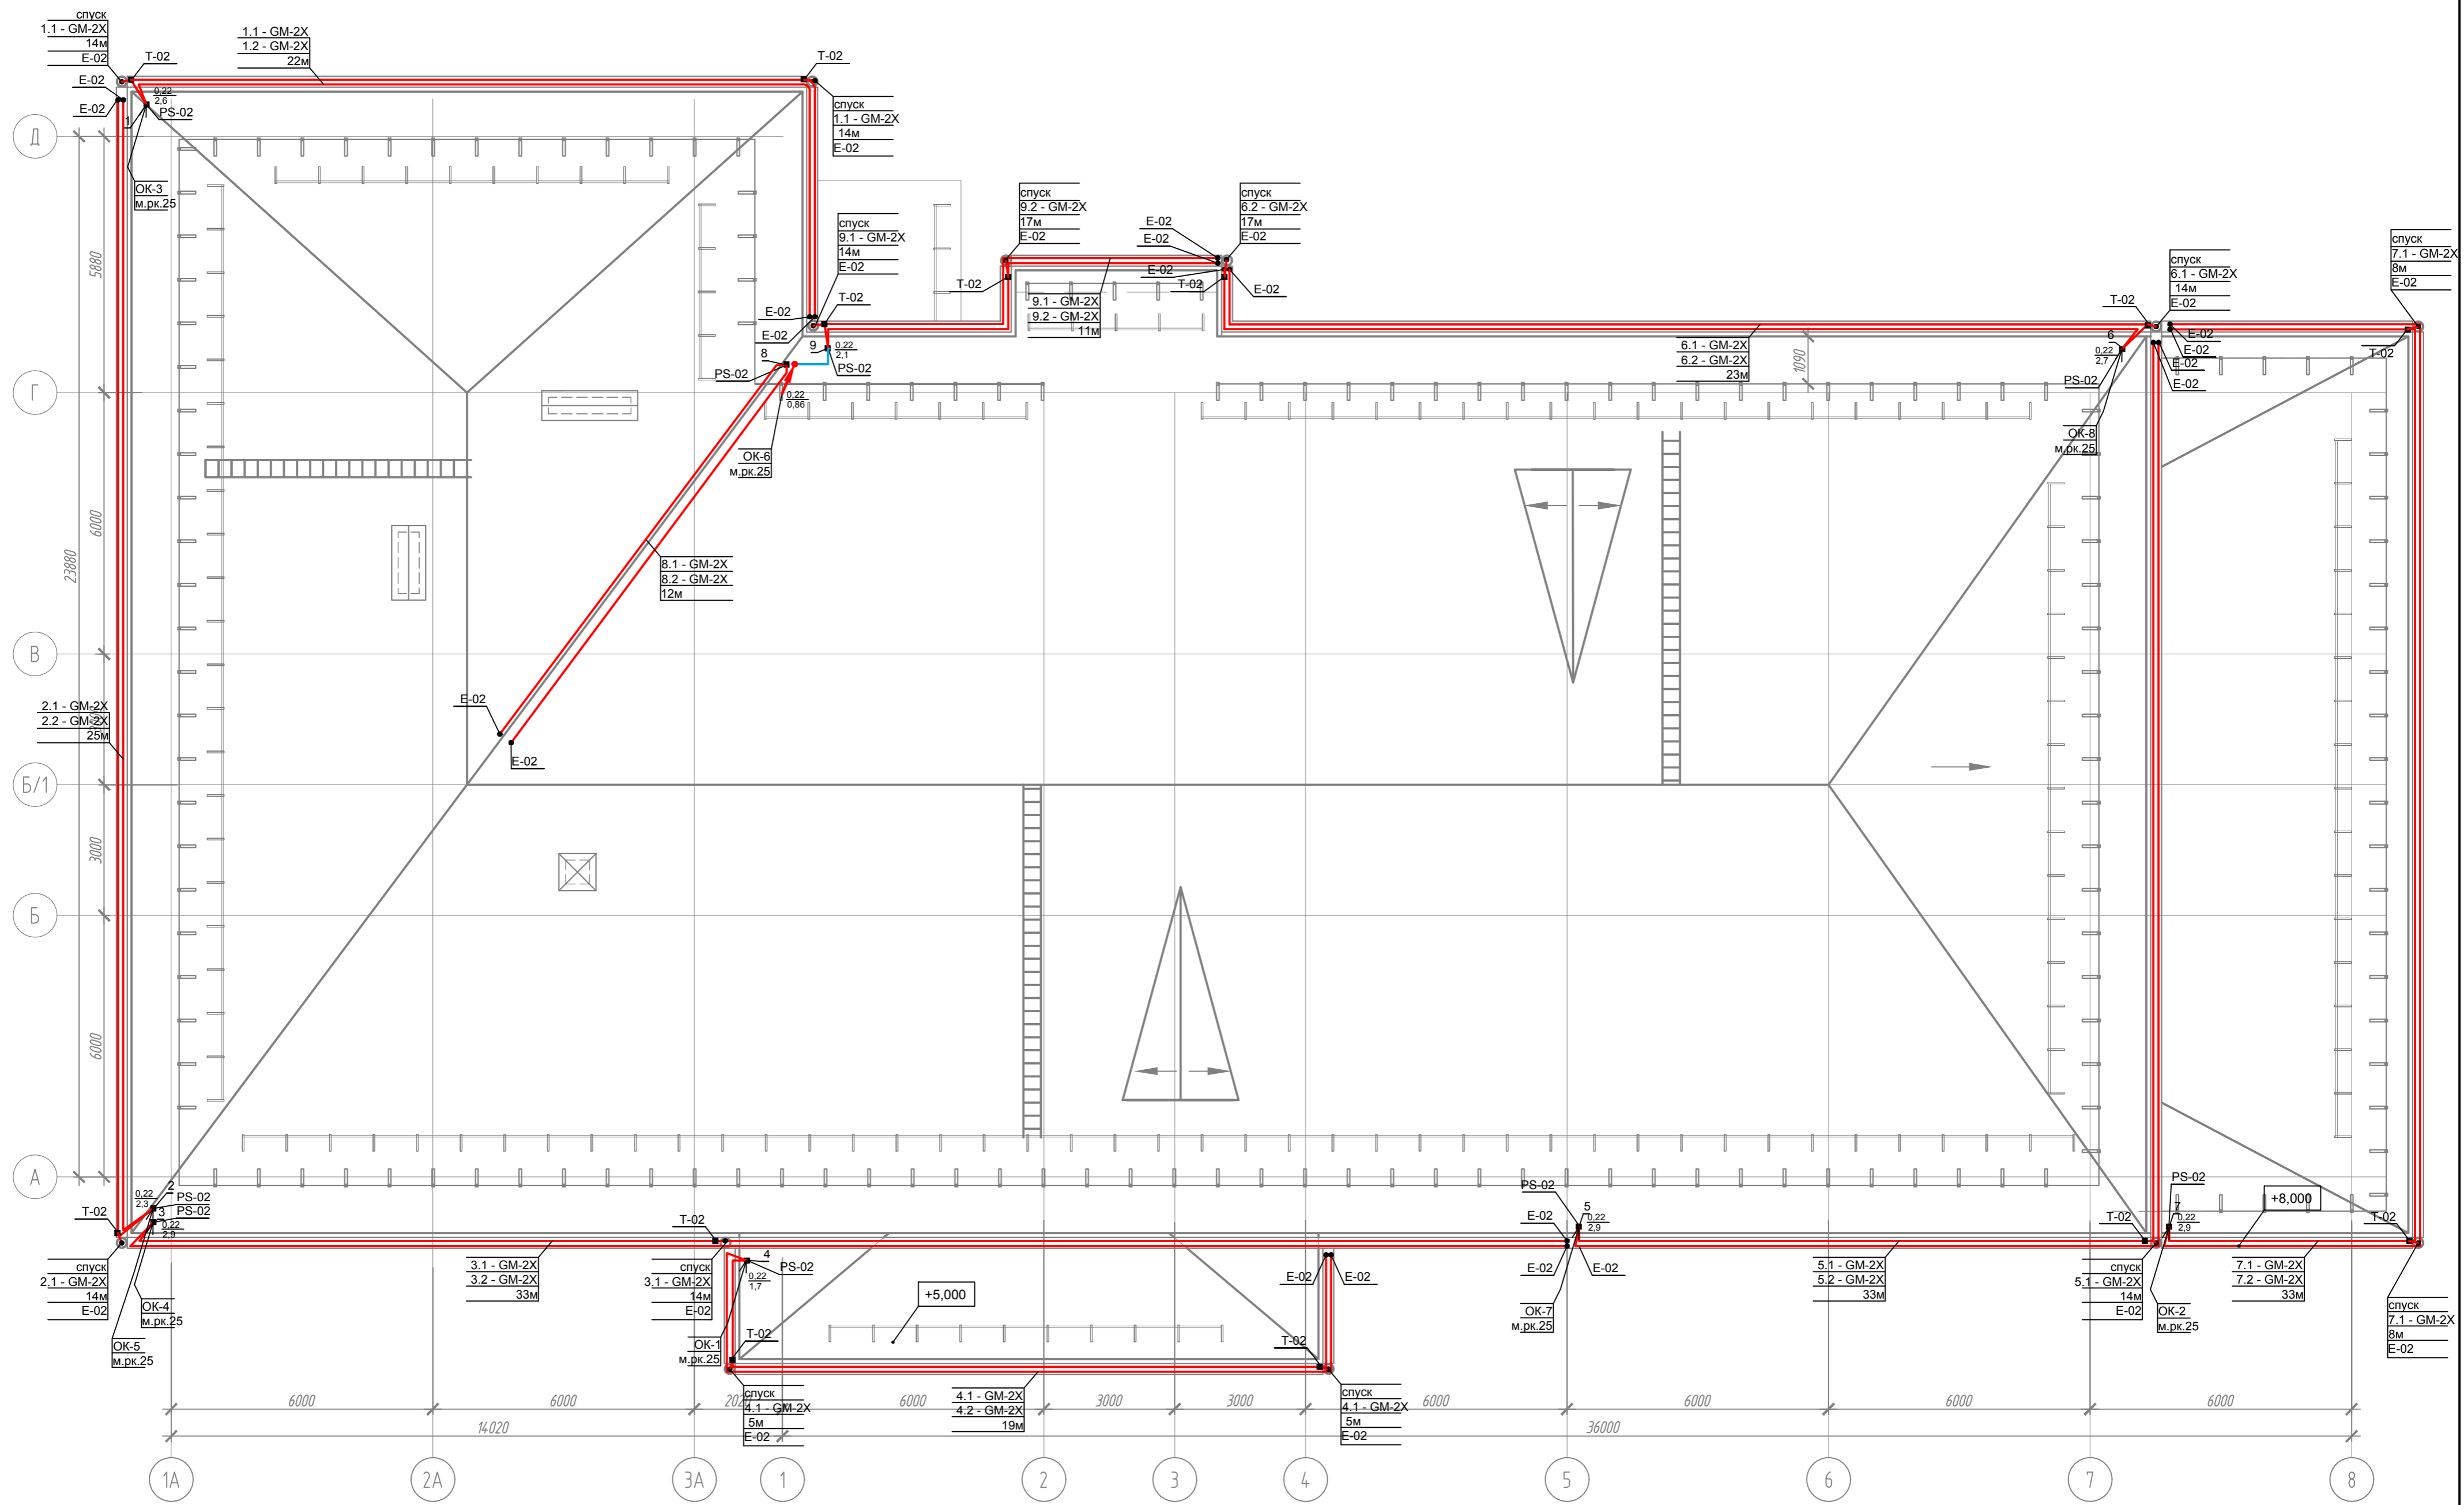 спуск
1.1 - GM-2X
14м
E-02
1.1 - GM-2X
1.2 - GM-2X
22м
T-02
E-02
E-02
0,22
2,6
PS-02
1
ОК-3
м.рк.25
T-02
спуск
1.1 - GM-2X
14м
E-02
спуск
9.1 - GM-2X
14м
E-02
спуск
9.2 - GM-2X
17м
E-02
E-02
E-02
спуск
6.2 - GM-2X
17м
E-02
T-02
E-02
T-02
E-02
9.1 - GM-2X
9.2 - GM-2X
11м
E-02
T-02
E-02
8
9
0,22
2,1
PS-02
PS-02
0,22
0,86
ОК-6
м.рк.25
6.1 - GM-2X
6.2 - GM-2X
23м
1090
T-02
спуск
6.1 - GM-2X
14м
E-02
спуск
7.1 - GM-2X
8м
E-02
6
0,22
2,7
PS-02
E-02
E-02
E-02
E-02
T-02
ОК-8
м.рк.25
Д
Г
В
Б/1
Б
А
5880
6000
23880
3000
6000
8.1 - GM-2X
8.2 - GM-2X
12м
E-02
E-02
2.1 - GM-2X
2.2 - GM-2X
25м
0,22
2,3
2
PS-02
3
PS-02
0,22
2,9
T-02
спуск
2.1 - GM-2X
14м
E-02
ОК-4
м.рк.25
ОК-5
м.рк.25
3.1 - GM-2X
3.2 - GM-2X
33м
T-02
спуск
3.1 - GM-2X
14м
E-02
4
PS-02
0,22
1,7
ОК-1
м.рк.25
T-02
+5,000
спуск
4.1 - GM-2X
5м
E-02
4.1 - GM-2X
4.2 - GM-2X
19м
E-02
E-02
T-02
спуск
4.1 - GM-2X
5м
E-02
PS-02
5
0,22
2,9
E-02
E-02
E-02
ОК-7
м.рк.25
5.1 - GM-2X
5.2 - GM-2X
33м
T-02
спуск
5.1 - GM-2X
14м
E-02
PS-02
7
0,22
2,9
ОК-2
м.рк.25
+8,000
7.1 - GM-2X
7.2 - GM-2X
33м
T-02
спуск
7.1 - GM-2X
8м
E-02
6000
6000
6000
3000
3000
6000
6000
6000
6000
14020
36000
1А
2А
3А
1
2
3
4
5
6
7
8